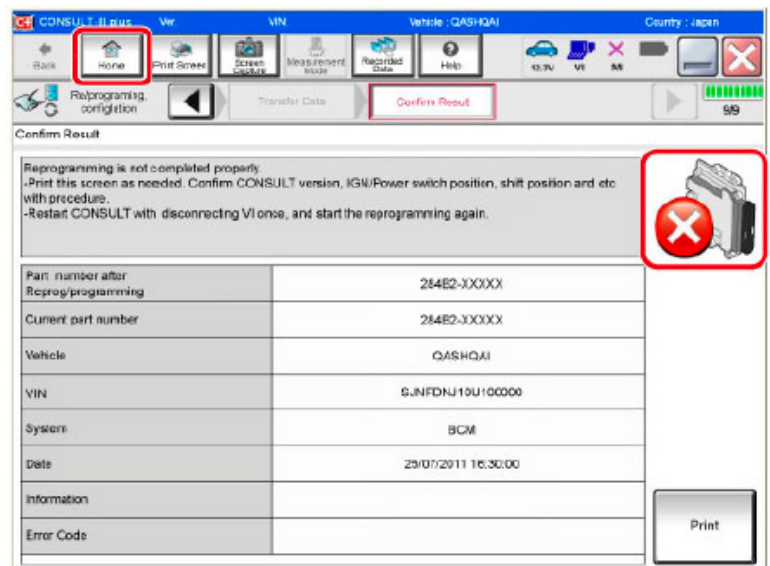 CONSULT-III plus Ver. VIN: Vehicle : QASHQAI Country : Japan
Back Home Print Screen Screen Capture Measurement Mode Recorded Data Help 13.3V VI MI
Re/programing, configlation Transfer Data Confirm Result 9/9
Confirm Result
Reprogramming is not completed properly.
-Print this screen as needed. Confirm CONSULT version, IGN/Power switch position, shift position and etc
with procedure.
-Restart CONSULT with disconnecting VI once, and start the reprogramming again.
Part number after
Reprog/programming 284B2-XXXXX
Current part number 284B2-XXXXX
Vehicle QASHQAI
VIN SJNFDNJ10U100000
System BCM
Date 25/07/2011 16:30:00
Information
Error Code
Print